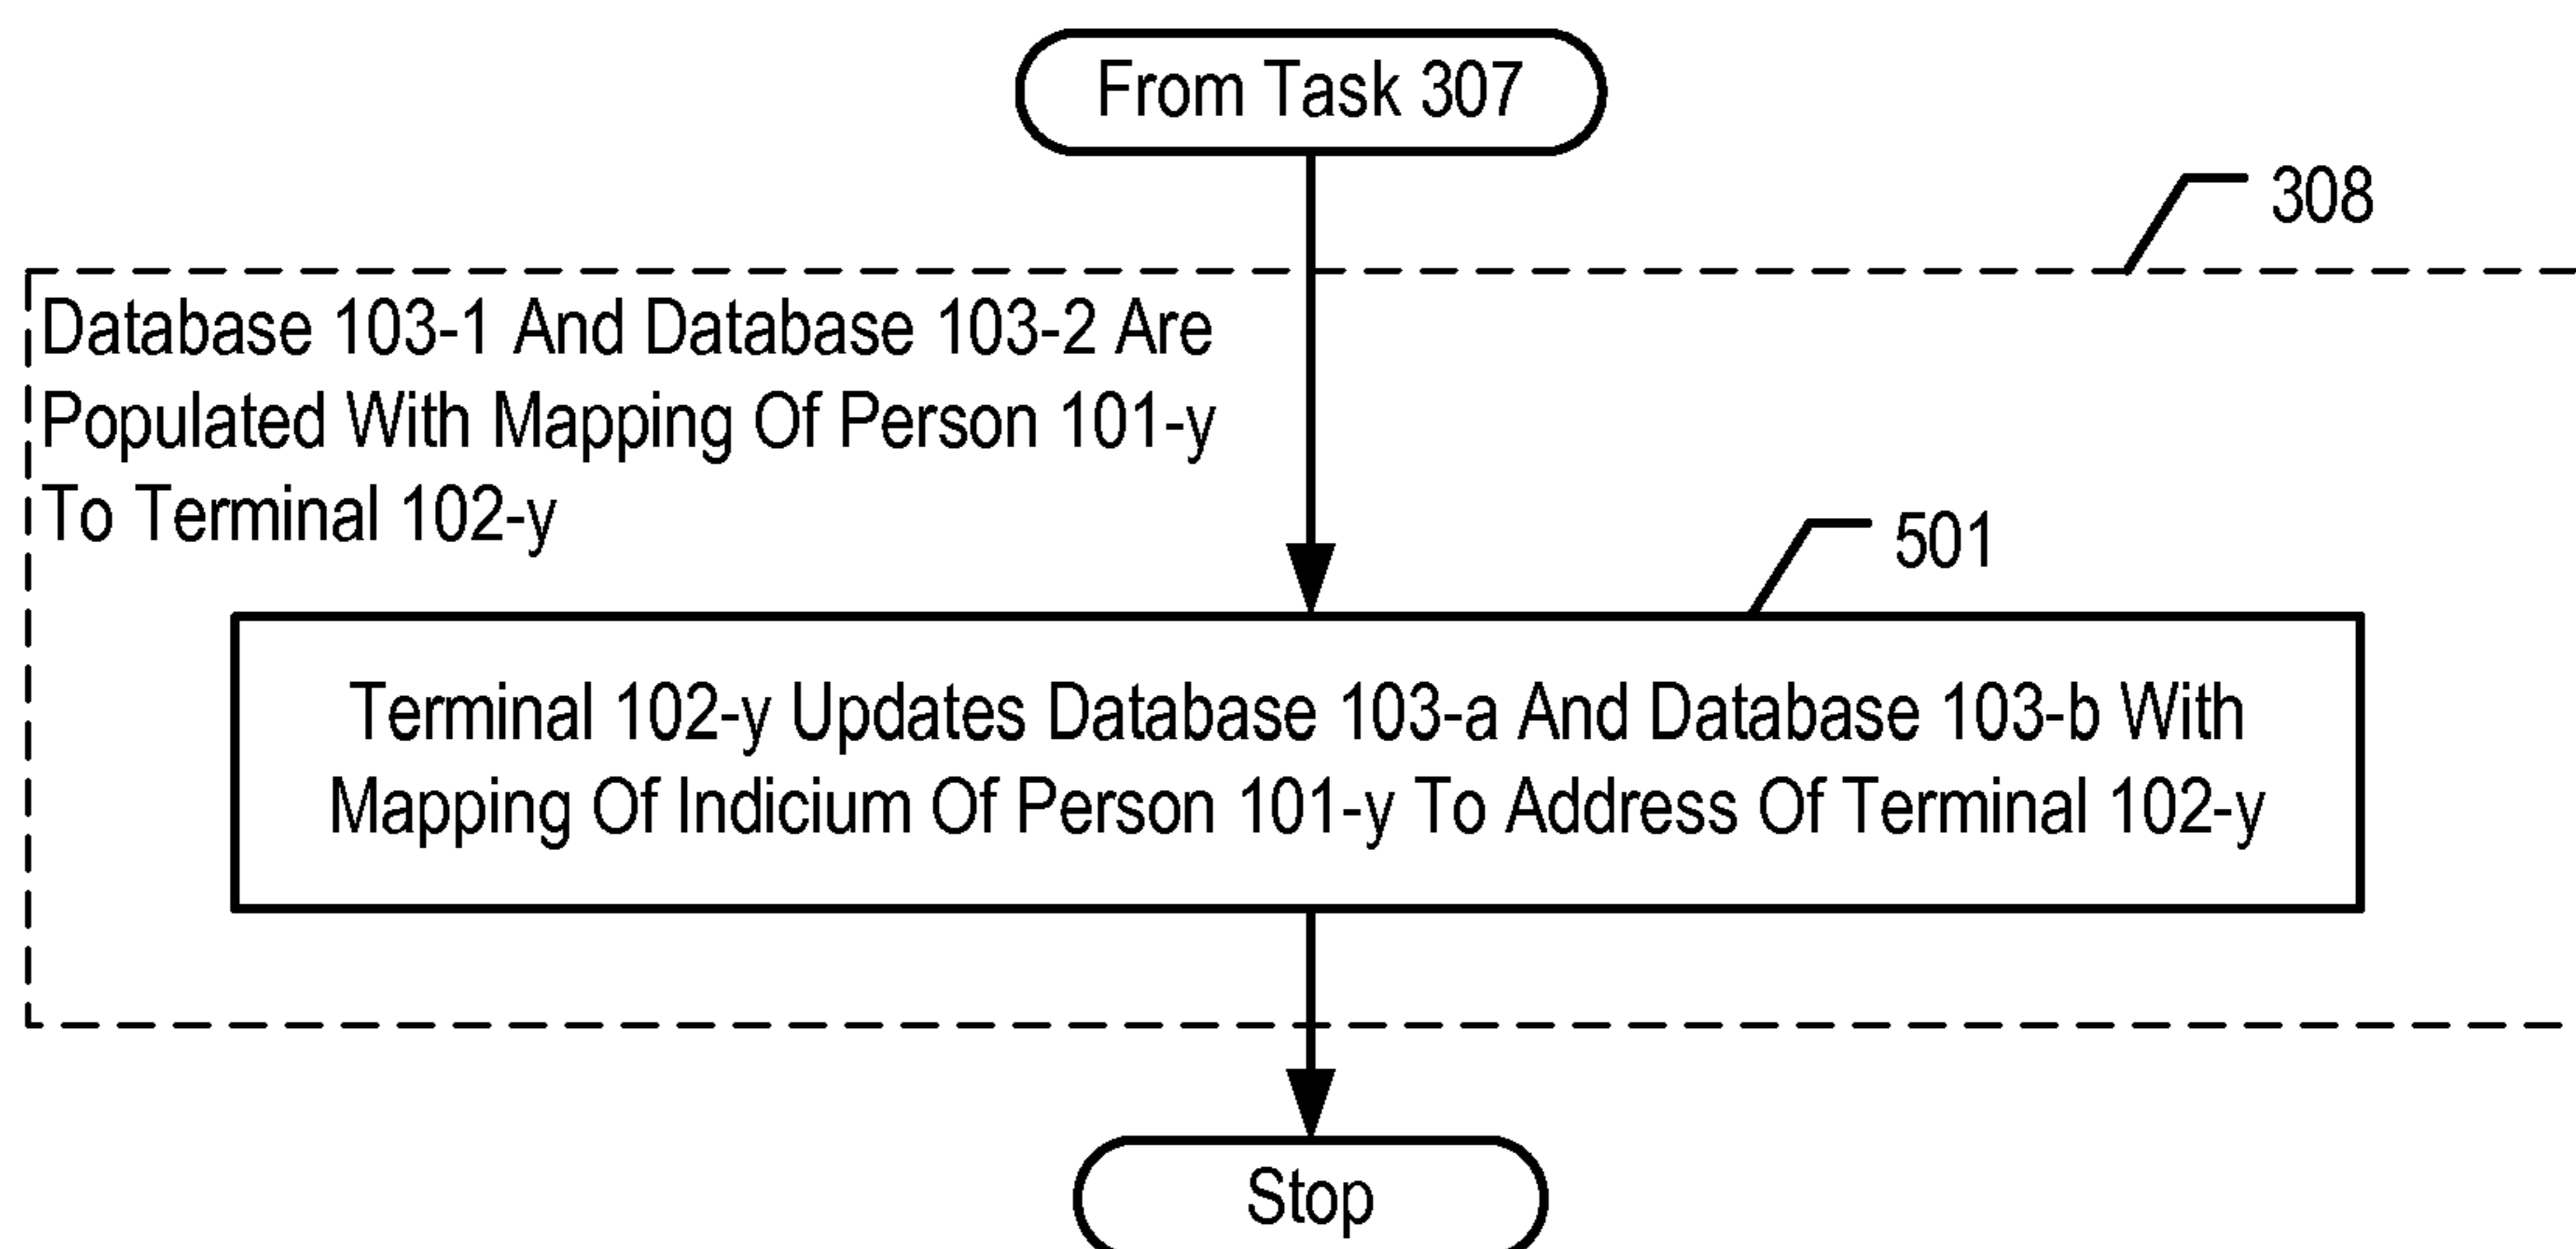 From Task 307
308
Database 103-1 And Database 103-2 Are
Populated With Mapping Of Person 101-y
To Terminal 102-y
501
Terminal 102-y Updates Database 103-a And Database 103-b With
Mapping Of Indicium Of Person 101-y To Address Of Terminal 102-y
Stop